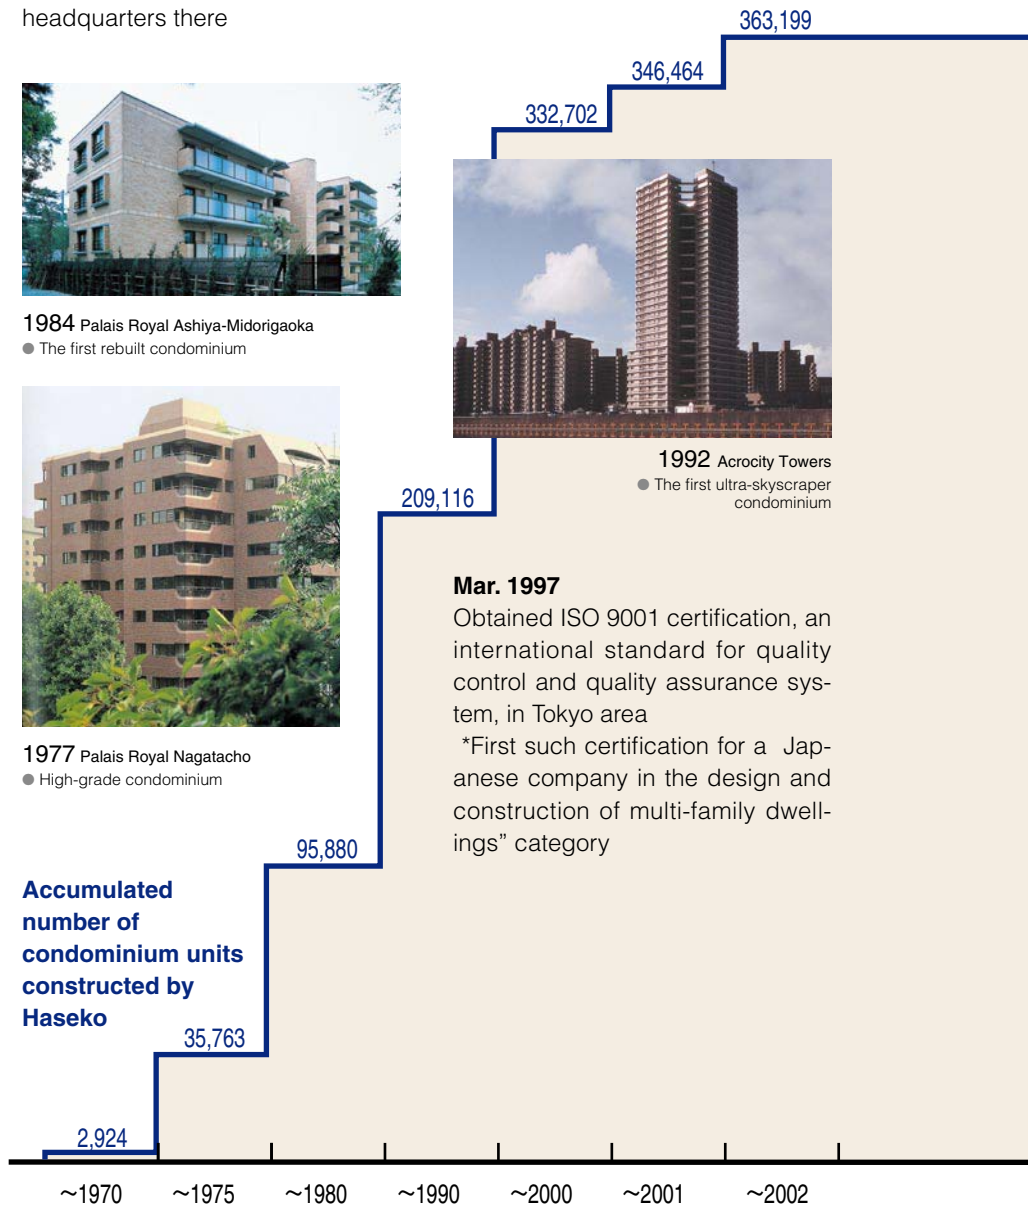 headquarters there
363,199
346,464
332,702
1984 Palais Royal Ashiya-Midorigaoka
● The first rebuilt condominium
1992 Acrocity Towers
● The first ultra-skyscraper
condominium
209,116
Mar. 1997
Obtained ISO 9001 certification, an
international standard for quality
control and quality assurance sys-
tem, in Tokyo area
*First such certification for a Jap-
anese company in the design and
construction of multi-family dwell-
ings” category
1977 Palais Royal Nagatacho
● High-grade condominium
95,880
Accumulated
number of
condominium units
constructed by
Haseko
35,763
2,924
~1970 ~1975 ~1980 ~1990 ~2000 ~2001 ~2002